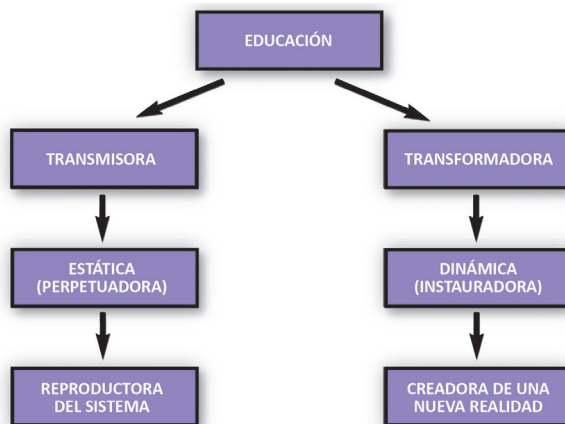 EDUCACIÓN
TRANSMISORA
TRANSFORMADORA
ESTÁTICA
(PERPETUADORA)
DINÁMICA
(INSTAURADORA)
REPRODUCTORA
DEL SISTEMA
CREADORA DE UNA
NUEVA REALIDAD